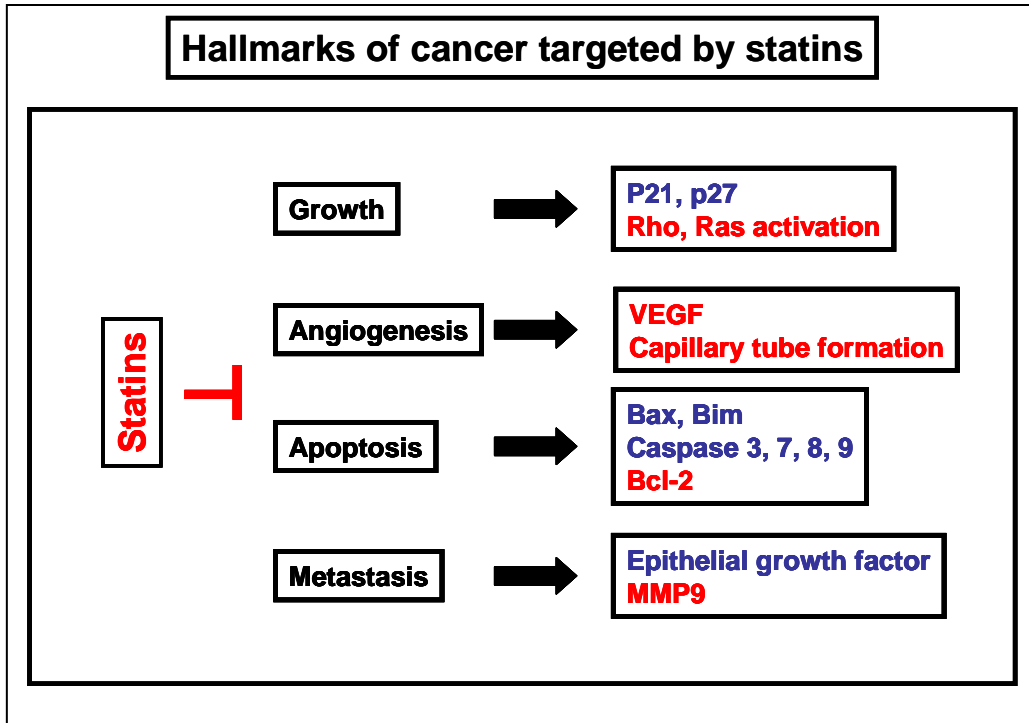 Hallmarks of cancer targeted by statins
Statins
Growth
P21, p27
Rho, Ras activation
Angiogenesis
VEGF
Capillary tube formation
Apoptosis
Bax, Bim
Caspase 3, 7, 8, 9
Bcl-2
Metastasis
Epithelial growth factor
MMP9